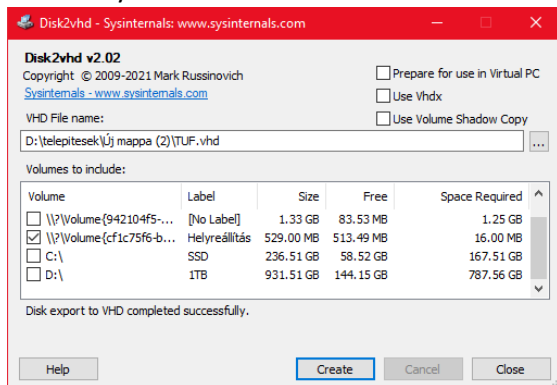 Disk2vhd - Sysinternals: www.sysinternals.com
Disk2vhd v2.02
Copyright © 2009-2021 Mark Russinovich
Sysinternals - www.sysinternals.com
Prepare for use in Virtual PC
Use Vhdx
Use Volume Shadow Copy
VHD File name:
D:\telepitesek\Új mappa (2)\TUF.vhd
...
Volumes to include:
Volume Label Size Free Space Required
\\?\Volume{942104f5-... [No Label] 1.33 GB 83.53 MB 1.25 GB
\\?\Volume{cf1c75f6-b... Helyreállítás 529.00 MB 513.49 MB 16.00 MB
C:\ SSD 236.51 GB 58.52 GB 167.51 GB
D:\ 1TB 931.51 GB 144.15 GB 787.56 GB
Disk export to VHD completed successfully.
Help Create Cancel Close